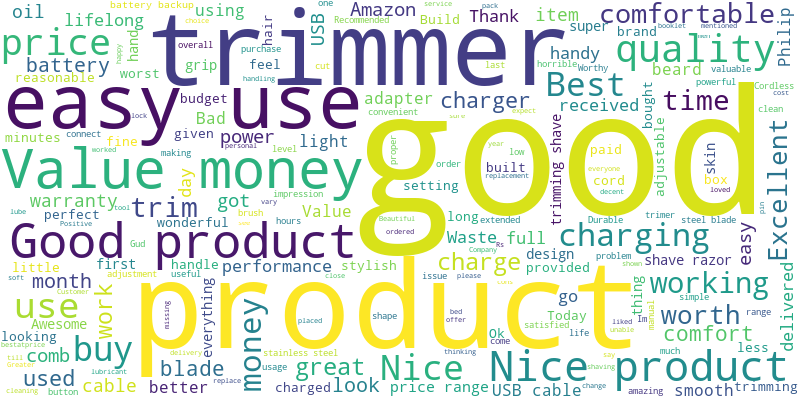 battery backup
choice
Recommended
service
Amazon
Build
Thank
item
comfortable
Philip
oil
lifelong
using
one
pack
booklet
mentioned
men
USB
hair
hand
price
trimmer
overall
happy
purchase
handling
super
brand
quality
battery
reasonable
worst
grip
feel
cut
last
handy
horrible
Worthy
beard
powerful
valuable
Cordless
cost
easy use
lock
budget
Bad
adapter
convenient
charger
Best
received
time
clean
minutes
connect
worked
fine
given
personal
power
level
light
sure
expect
bought
Value money
good
proper
year
low
replacement
built
order
setting
trimming shave
paid
everyone
cord
decent
adjustable
skin
box
loved
Excellent
making
day
warranty
got
vary
impression
Value
trim
brush
hours
tool
lube
perfect
Positive
wonderful
Gud
Beautiful
ordered
long
extended
Durable
trimer
steel blade
pin
easy
Good product
Waste
full
Rs
Company
charging
little
first
handle
performance
stylish
charge
issue
please
design
provided
problem
shown
shave razor
delivered
month
adjustment
useful
close
soft
Customer
use
work
missing
everything
product
placed
shape
bed
offer
go
Today
thing
manual
simple
working
range
Awesome
money
satisfied
life
liked
Im
unable
worth
looking
bestatprice
buy
delivery
stainless steel
Ok
come
Nice
comfort
less
till
Greater
comb
lubricant
blade
usage
great
thinking
Nice product
say
much
used
cleaning
button
cable
better
replace
charged
look
price range
USB cable
change
shaving
amazing
smooth
trimming